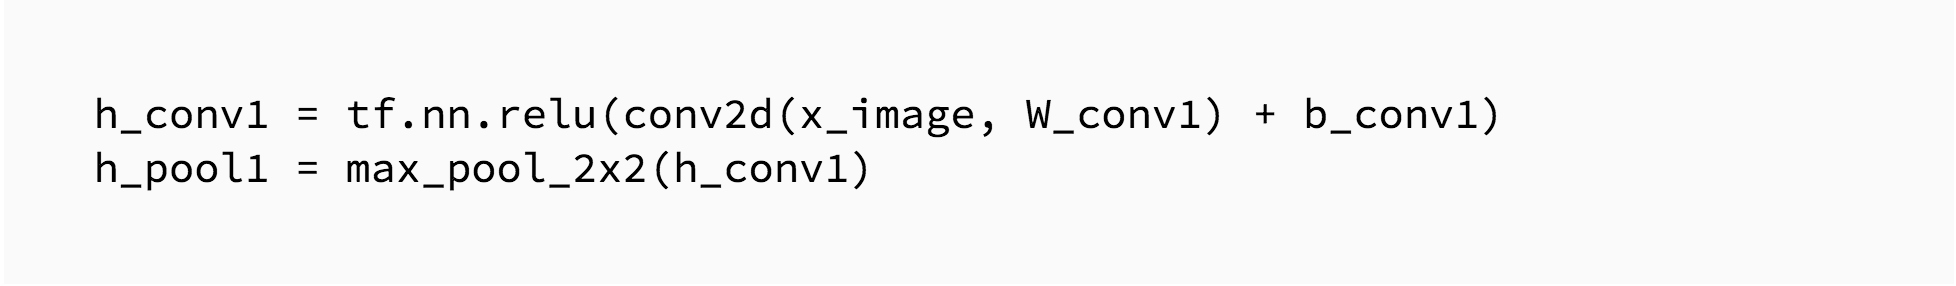 h_conv1 = tf.nn.relu(conv2d(x_image, W_conv1) + b_conv1)
h_pool1 = max_pool_2x2(h_conv1)